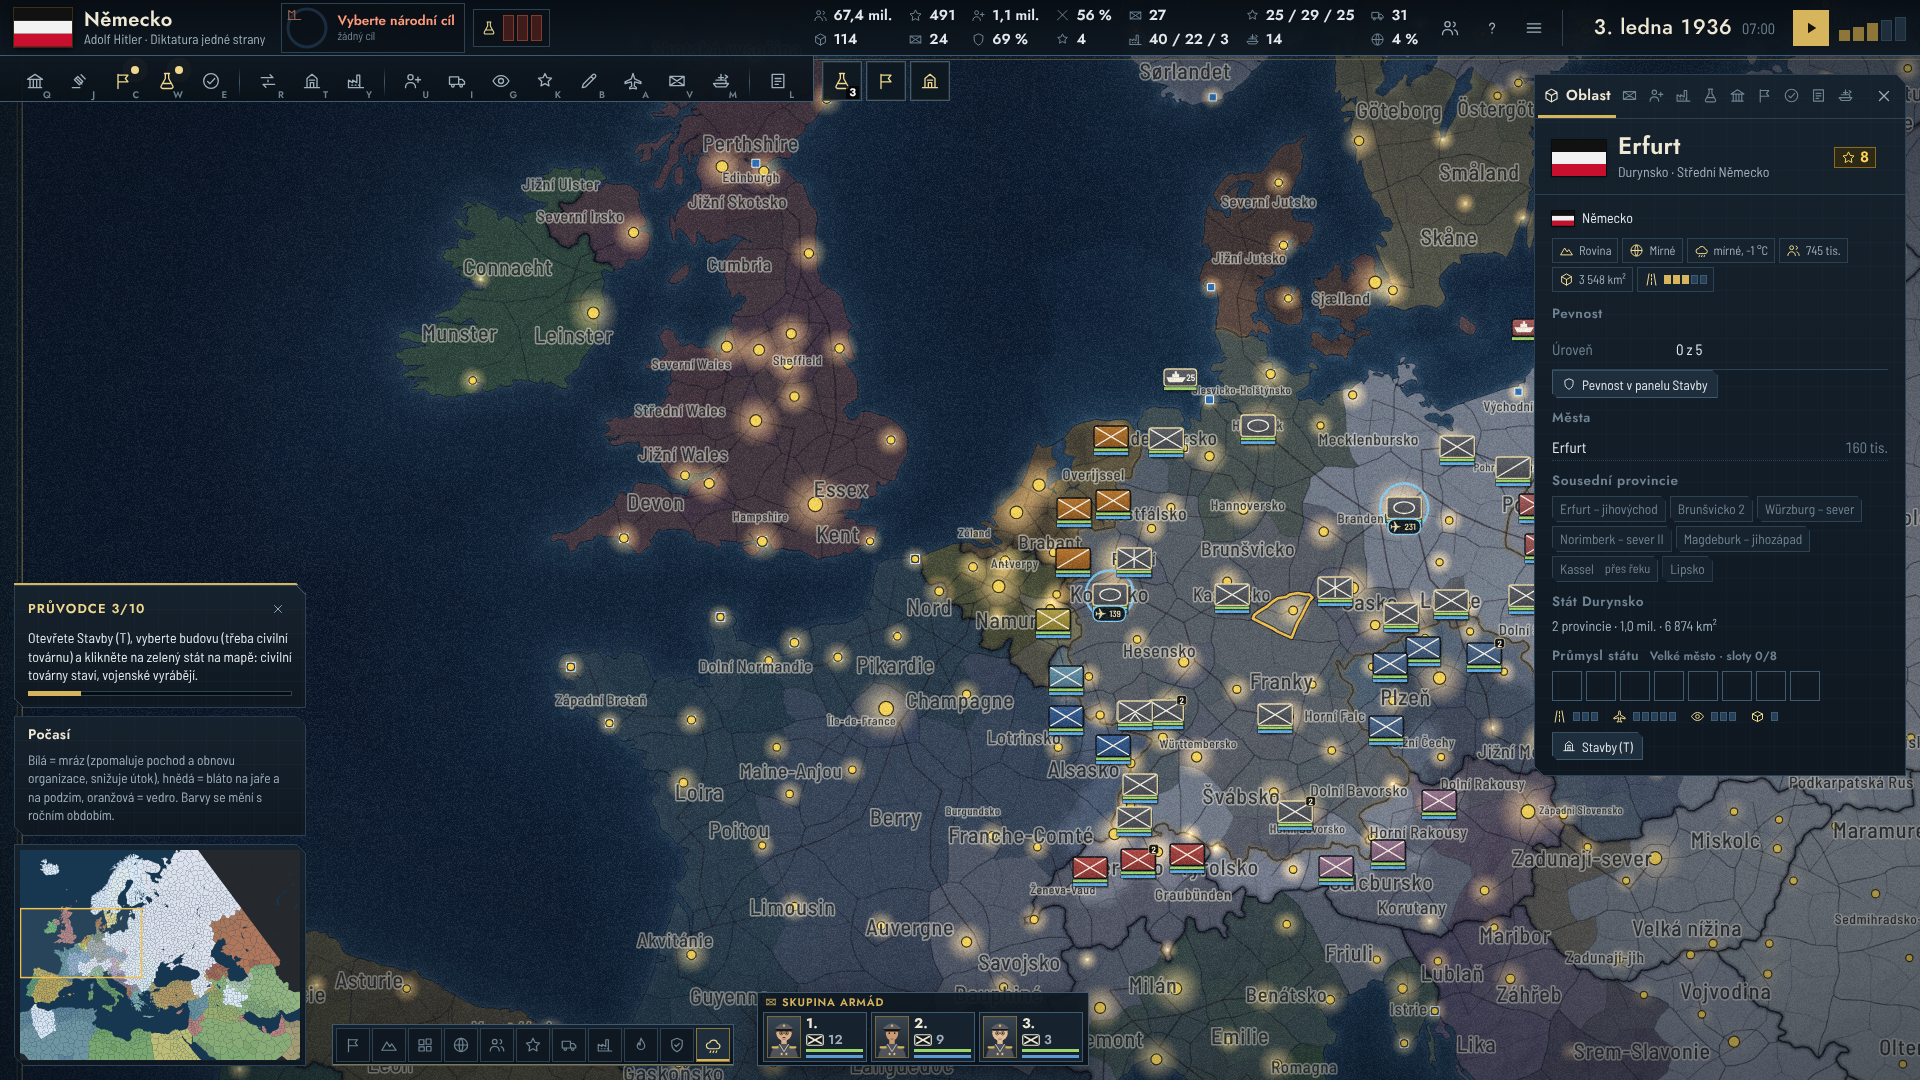 Německo
Adolf Hitler · Diktatura jedné strany
Vyberte národní cíl
žádný cíl
67,4 mil.
491
1,1 mil.
56 %
27
25 / 29 / 25
31
114
24
69 %
4
40 / 22 / 3
14
4 %
?
3. ledna 1936 07:00
Q
J
C
W
E
R
T
Y
U
I
G
K
B
A
V
M
L
3
Oblast
Erfurt
Durynsko · Střední Německo
8
Německo
Rovina
Mírné
mírné, -1 °C
745 tis.
3 548 km²
Pevnost
Úroveň
0 z 5
Pevnost v panelu Stavby
Města
Erfurt
160 tis.
Sousední provincie
Erfurt – jihovýchod
Brunšvicko 2
Würzburg – sever
Norimberk – sever II
Magdeburk – jihozápad
Kassel přes řeku
Lipsko
Stát Durynsko
2 provincie · 1,0 mil. · 6 874 km²
Průmysl státu Velké město · sloty 0/8
Stavby (T)
PRŮVODCE 3/10
Otevřete Stavby (T), vyberte budovu (třeba civilní
továrnu) a klikněte na zelený stát na mapě: civilní
továrny staví, vojenské vyrábějí.
Počasí
Bílá = mráz (zpomaluje pochod a obnovu
organizace, snižuje útok), hnědá = bláto na jaře a
na podzim, oranžová = vedro. Barvy se mění s
ročním obdobím.
SKUPINA ARMÁD
1.
12
2.
9
3.
3
Sørlandet
Göteborg
Perthshire
Edinburgh
Jižní Ulster
Jižní Skotsko
Severní Irsko
Småland
Severní Jutsko
Skåne
Connacht
Cumbria
Jižní Jutsko
Sjælland
Munster
Leinster
Severní Wales
Sheffield
Střední Wales
25
Mecklenbursko
Jižní Wales
Overijssel
Essex
Devon
Hampshire
Kent
Hannoversko
231
Zéland
Brabant
Brunšvicko
Antverpy
139
Nord
Namur
Hesensko
Dolní Normandie
Pikardie
Plzeň
2
Západní Bretaň
Champagne
Île-de-France
Franky
Horní Falc
2
Lotrinsko
Württembersko
Maine-Anjou
Alsasko
Loira
Švábsko
Dolní Bavorsko
Dolní Rakousy
Podkarpatská Rus
Burgundsko
Západní Slovensko
2
Berry
Poitou
Franche-Comté
Horní Rakousy
Miskolc
2
Zadunaji-sever
Ženeva-Vaud
Graubünden
Limousin
Korutany
Auvergne
Maribor
Velká nížina
Akvitánie
Friuli
Zadunaji-jih
Savojsko
Lublaň
Asturie
Milán
Benátsko
Záhřeb
Vojvodina
Istrie
Emilie
Lika
Srem-Slavonie
Romagna
Gaskoňsko